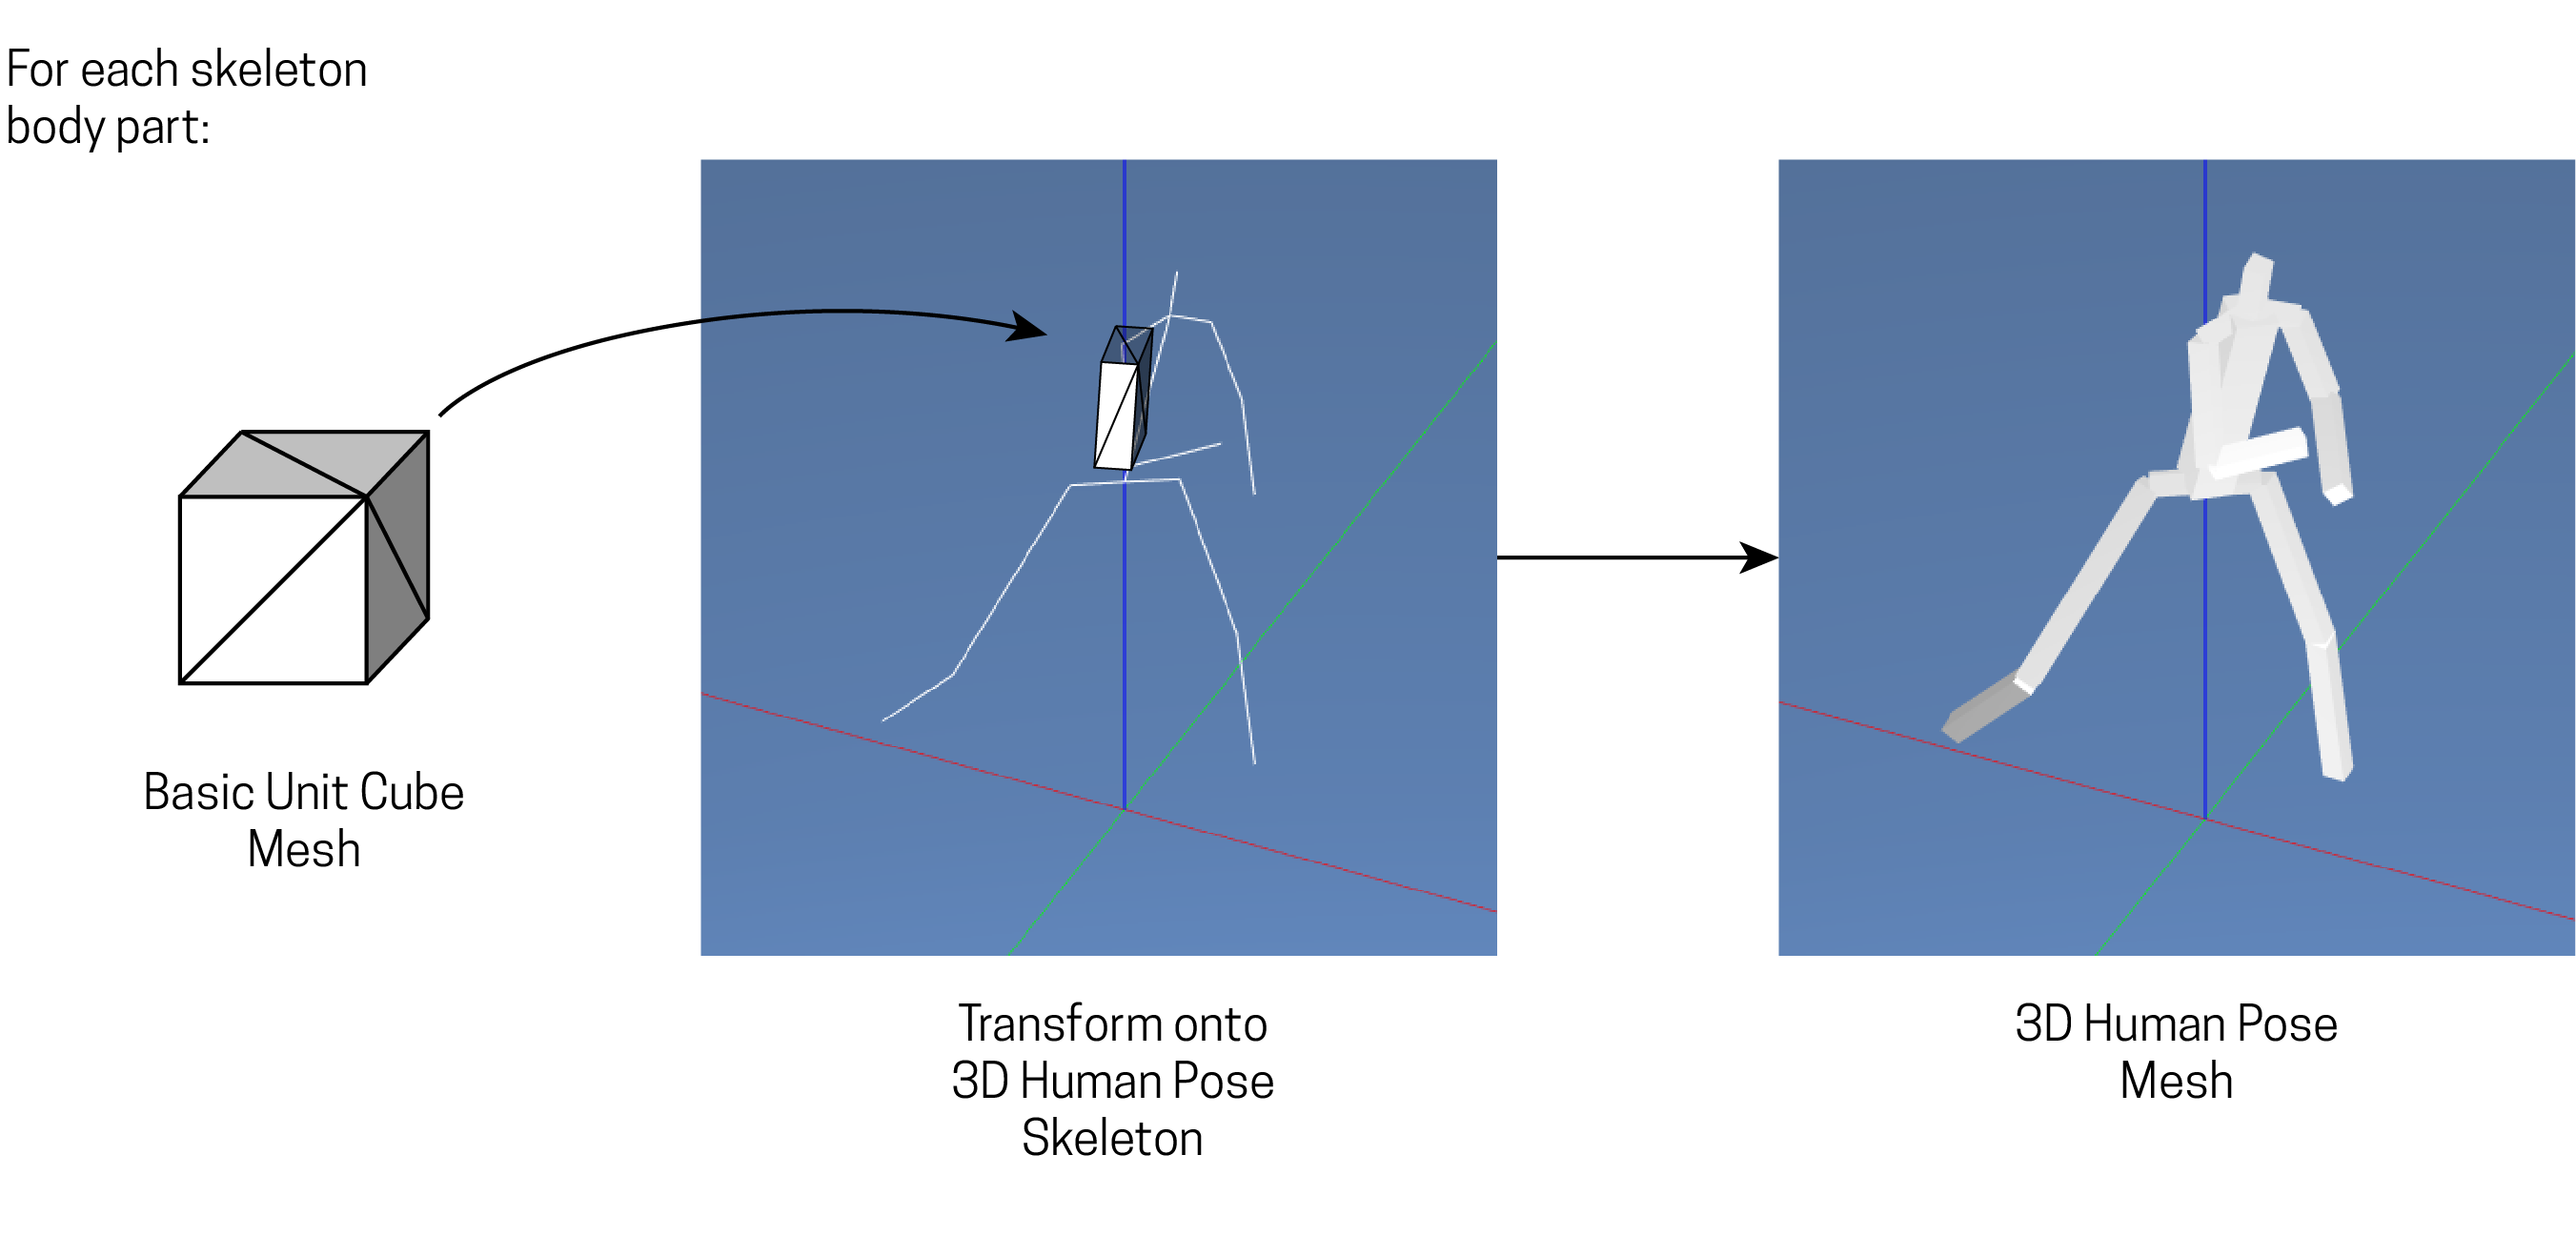 For each skeleton
body part:
Basic Unit Cube
Mesh
Transform onto
3D Human Pose
Skeleton
3D Human Pose
Mesh